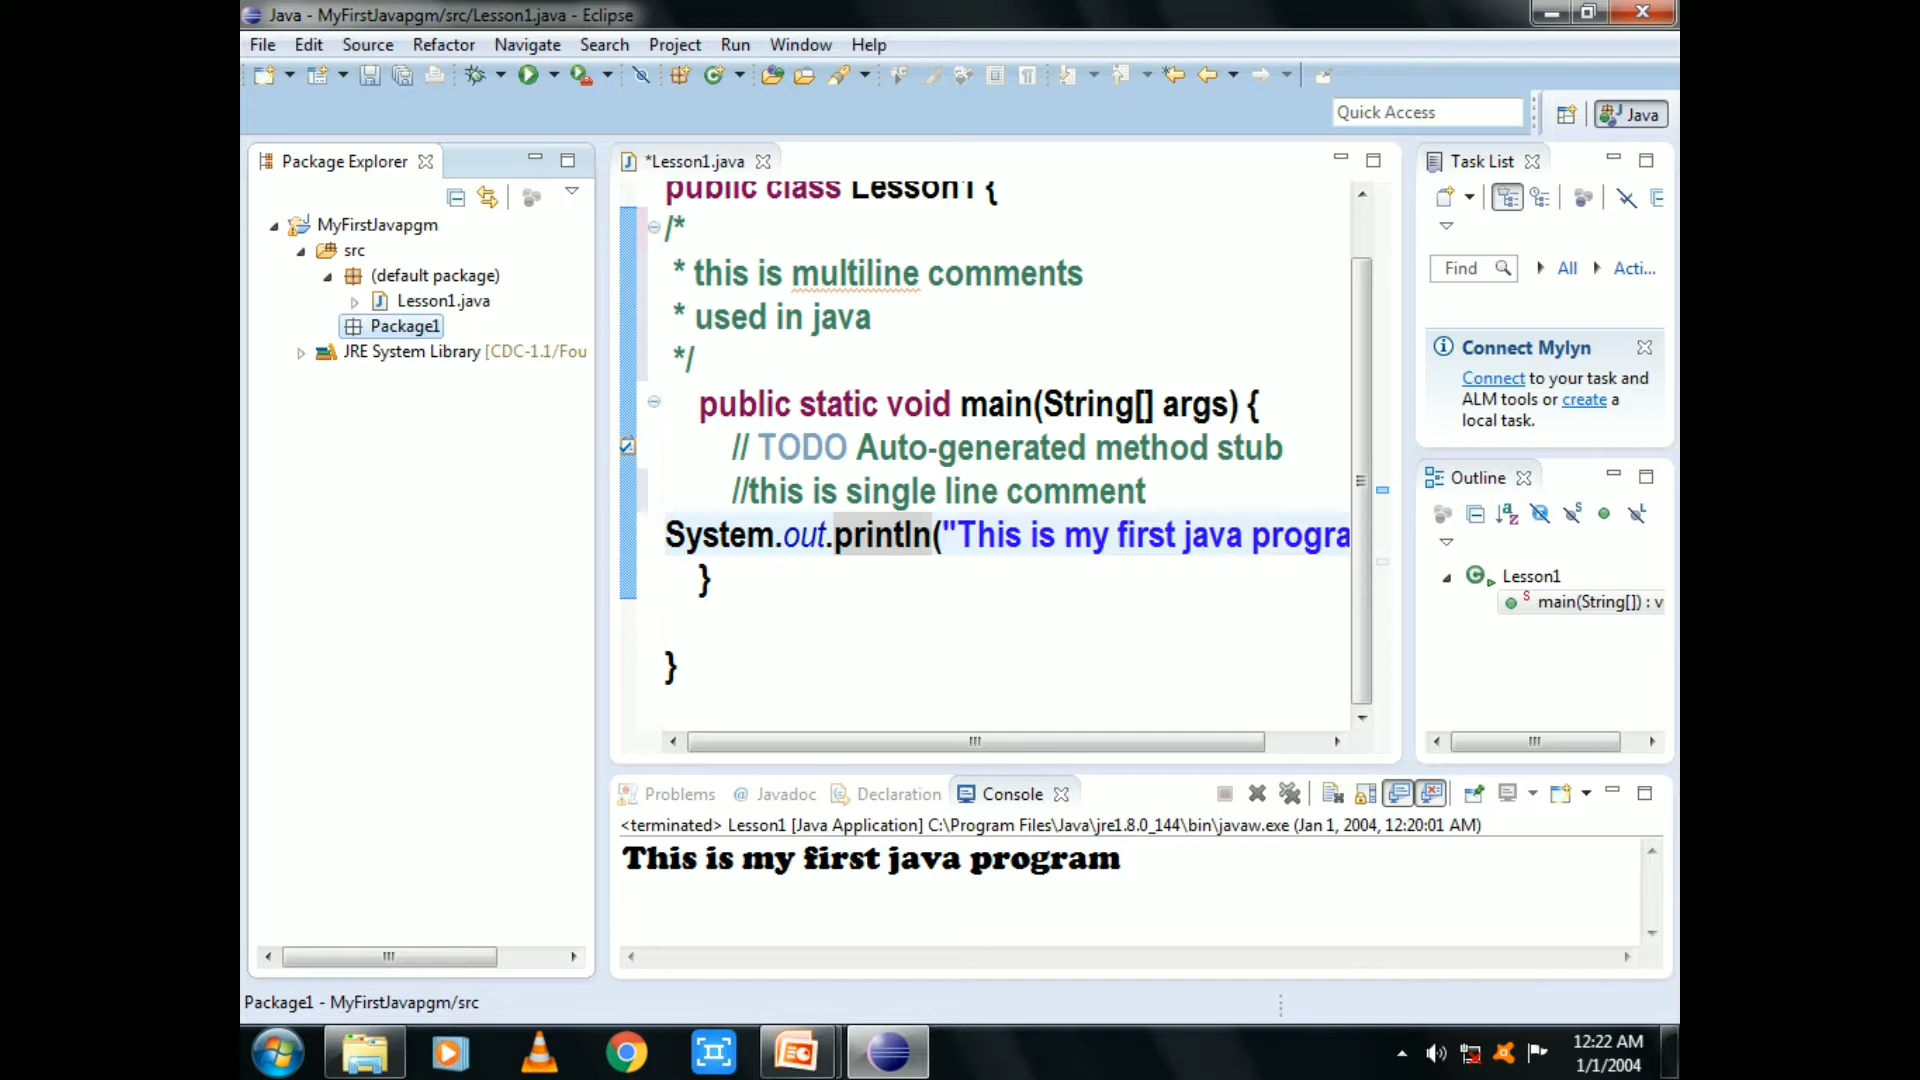 Java - MyFirstJavapgm/src/Lesson1.java - Eclipse
File Edit Source Refactor Navigate Search Project Run Window Help
Quick Access
Java
Package Explorer
MyFirstJavapgm
src
(default package)
Lesson1.java
Package1
JRE System Library [CDC-1.1/Fou
*Lesson1.java
public class Lesson1 {
/*
* this is multiline comments
* used in java
*/
public static void main(String[] args) {
// TODO Auto-generated method stub
//this is single line comment
System.out.println("This is my first java progra
}
}
Task List
Find All Acti...
Connect Mylyn
Connect to your task and
ALM tools or create a
local task.
Outline
Lesson1
main(String[]) : v
Problems @ Javadoc Declaration Console
<terminated> Lesson1 [Java Application] C:\Program Files\Java\jre1.8.0_144\bin\javaw.exe (Jan 1, 2004, 12:20:01 AM)
This is my first java program
Package1 - MyFirstJavapgm/src
12:22 AM
1/1/2004